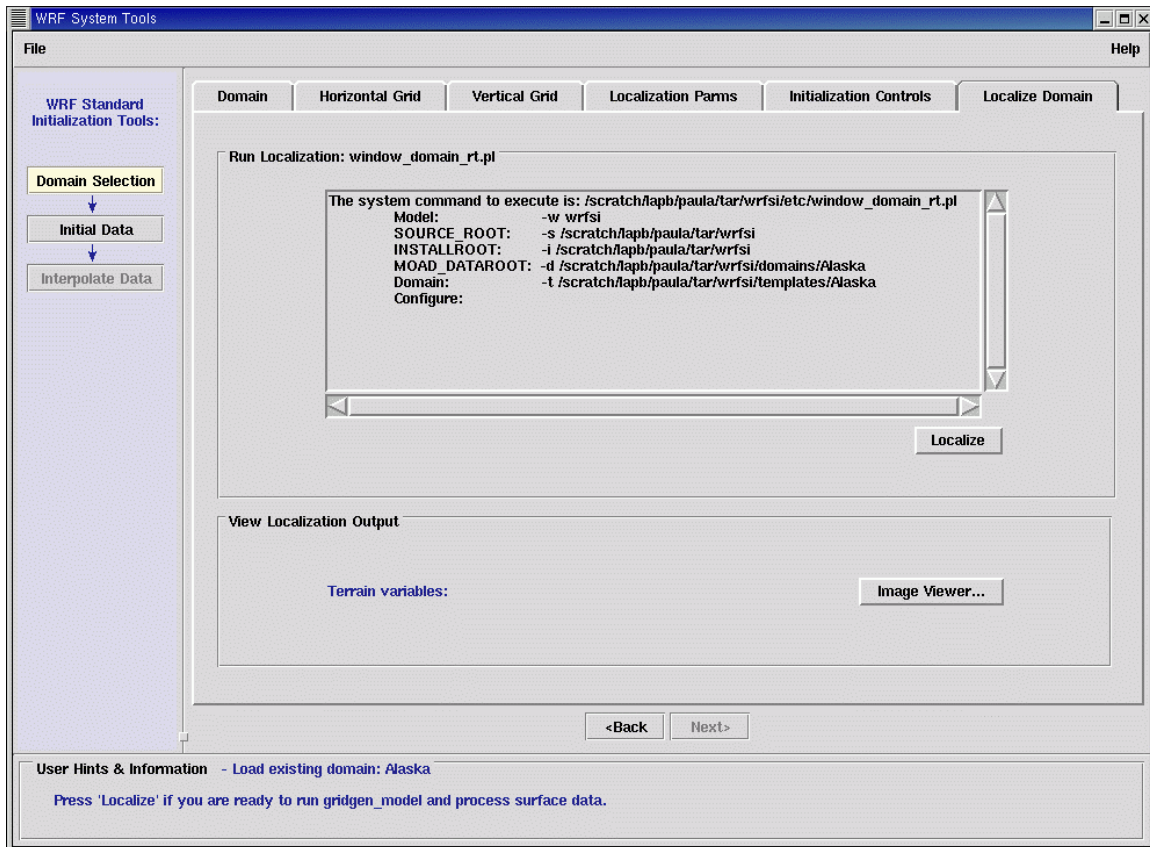 WRF System Tools
File
Help
WRF Standard
Initialization Tools:
Domain Selection
Initial Data
Interpolate Data
Domain
Horizontal Grid
Vertical Grid
Localization Parms
Initialization Controls
Localize Domain
Run Localization: window_domain_rt.pl
The system command to execute is: /scratch/lapb/paula/tar/wrfsi/etc/window_domain_rt.pl
Model: -w wrfsi
SOURCE_ROOT: -s /scratch/lapb/paula/tar/wrfsi
INSTALLROOT: -i /scratch/lapb/paula/tar/wrfsi
MOAD_DATAROOT: -d /scratch/lapb/paula/tar/wrfsi/domains/Alaska
Domain: -t /scratch/lapb/paula/tar/wrfsi/templates/Alaska
Configure:
Localize
View Localization Output
Terrain variables:
Image Viewer...
<Back
Next>
User Hints & Information - Load existing domain: Alaska
Press 'Localize' if you are ready to run gridgen_model and process surface data.